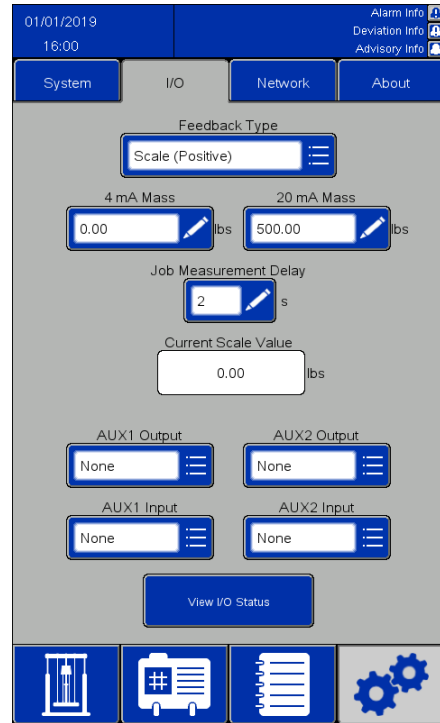 Alarm Info
01/01/2019
Deviation Info
16:00
Advisory Info
System
I/O
Network
About
Feedback Type
Scale (Positive)
4 mA Mass
20 mA Mass
0.00
lbs
500.00
lbs
Job Measurement Delay
2
s
Current Scale Value
0.00
lbs
AUX1 Output
AUX2 Output
None
None
AUX1 Input
AUX2 Input
None
None
View I/O Status